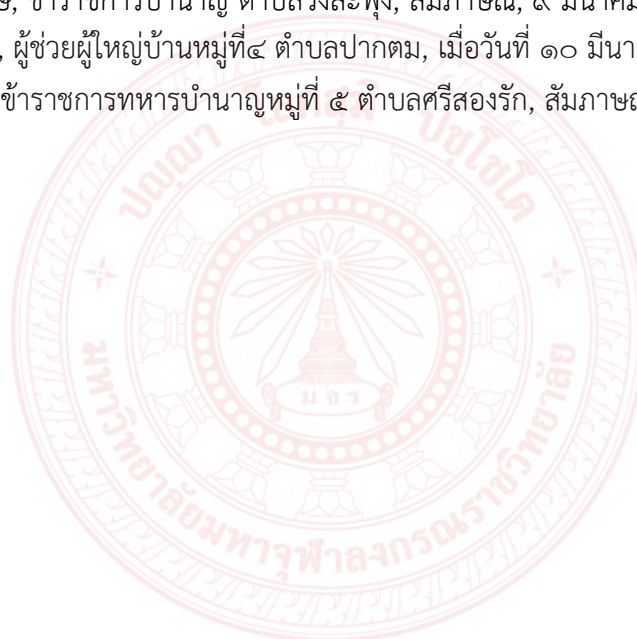 ข้าราชการบำนาญ ตำบลวังสะพุง, สัมภาษณ์, ๙ มีนาคม
, ผู้ช่วยผู้ใหญ่บ้านหมู่ที่๔ ตำบลปากตม, เมื่อวันที่ ๑๐ มีนา
ข้าราชการทหารบำนาญหมู่ที่ ๕ ตำบลศรีสองรัก, สัมภาษณ
ปญฺญา โลกสฺมิ ปชฺโชโต
ม จ ร
มหาวิทยาลัยมหาจุฬาลงกรณราชวิทยาลัย